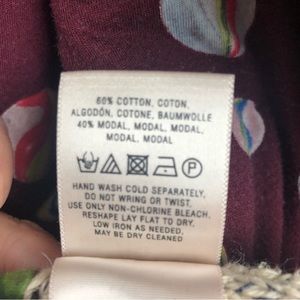 60% COTTON, COTON,
ALGODÓN, COTONE, BAUMWOLLE
40% MODAL, MODAL, MODAL,
MODAL, MODAL
P
HAND WASH COLD SEPARATELY,
DO NOT WRING OR TWIST.
USE ONLY NON-CHLORINE BLEACH.
RESHAPE LAY FLAT TO DRY.
LOW IRON AS NEEDED,
MAY BE DRY CLEANED